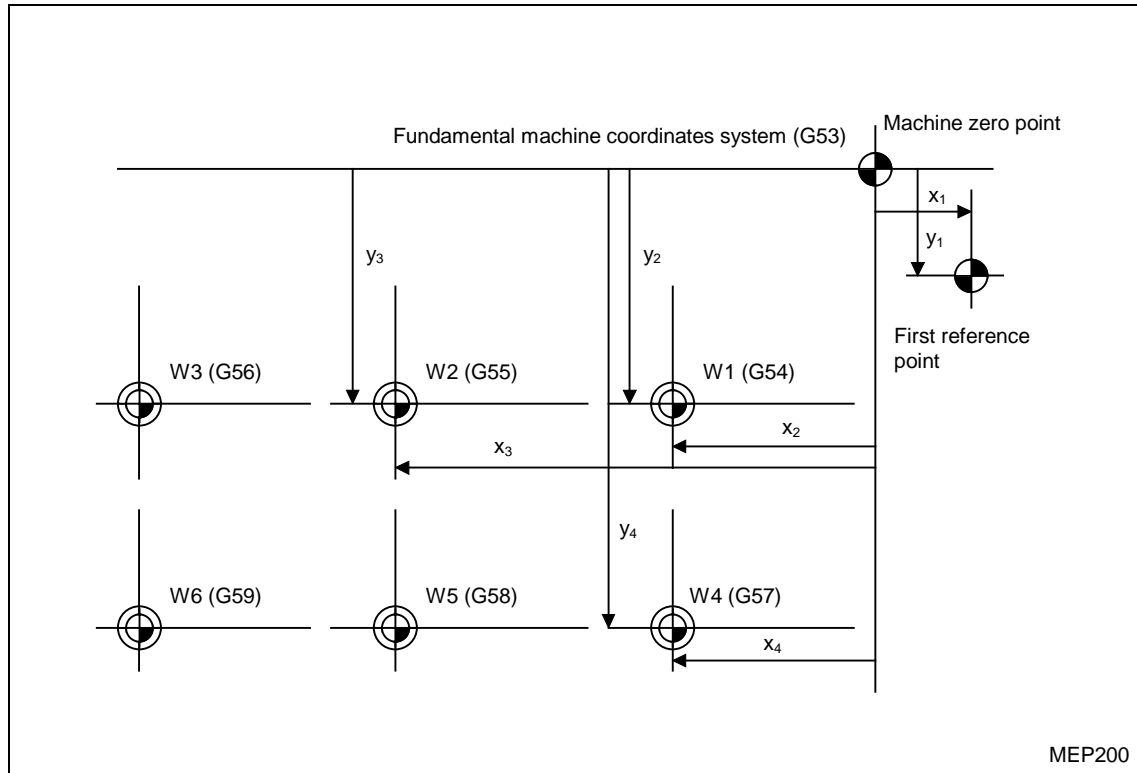 Machine zero point
Fundamental machine coordinates system (G53)
x₁
y₁
y₃
y₂
First reference
point
W3 (G56)
W2 (G55)
W1 (G54)
x₂
x₃
y₄
W6 (G59)
W5 (G58)
W4 (G57)
x₄
MEP200